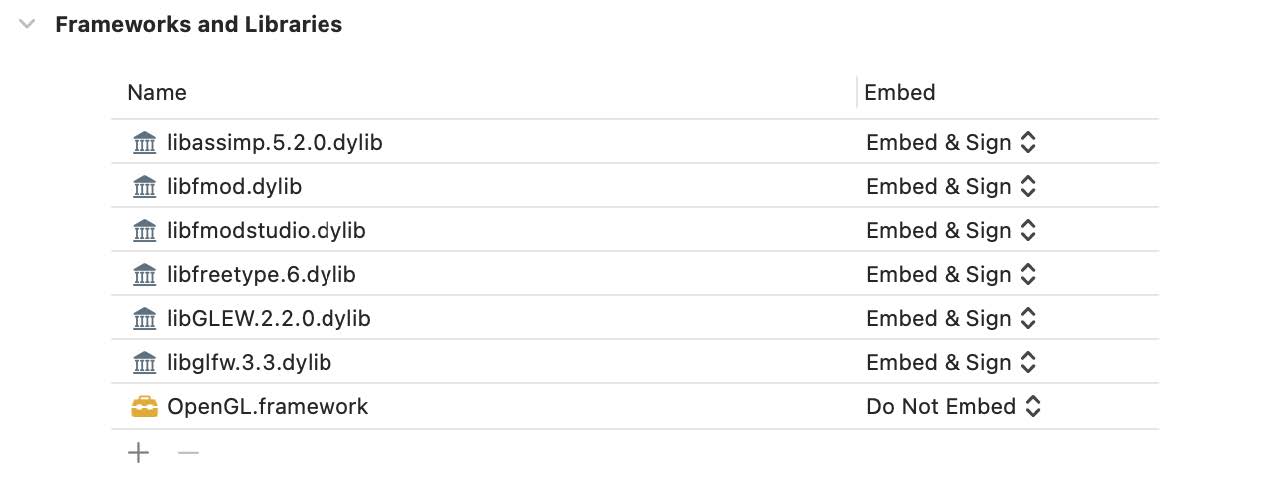 Frameworks and Libraries
Name Embed
libassimp.5.2.0.dylib Embed & Sign
libfmod.dylib Embed & Sign
libfmodstudio.dylib Embed & Sign
libfreetype.6.dylib Embed & Sign
libGLEW.2.2.0.dylib Embed & Sign
libglfw.3.3.dylib Embed & Sign
OpenGL.framework Do Not Embed